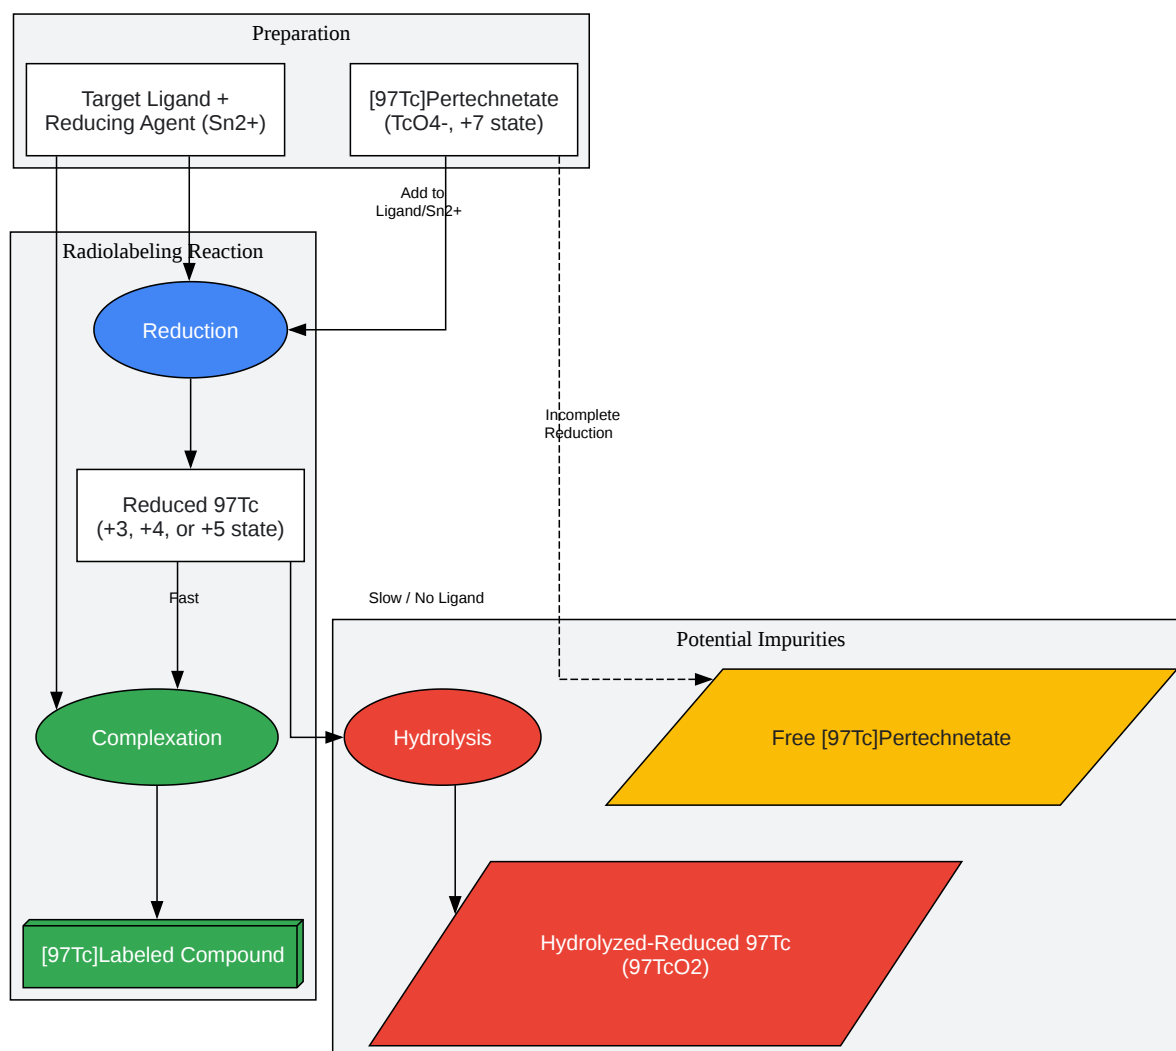 Preparation
Target Ligand +
Reducing Agent (Sn2+)
[97Tc]Pertechnetate
(TcO4-, +7 state)
Add to
Ligand/Sn2+
Radiolabeling Reaction
Reduction
Incomplete
Reduction
Reduced 97Tc
(+3, +4, or +5 state)
Fast
Slow / No Ligand
Potential Impurities
Complexation
Hydrolysis
Free [97Tc]Pertechnetate
[97Tc]Labeled Compound
Hydrolyzed-Reduced 97Tc
(97TcO2)